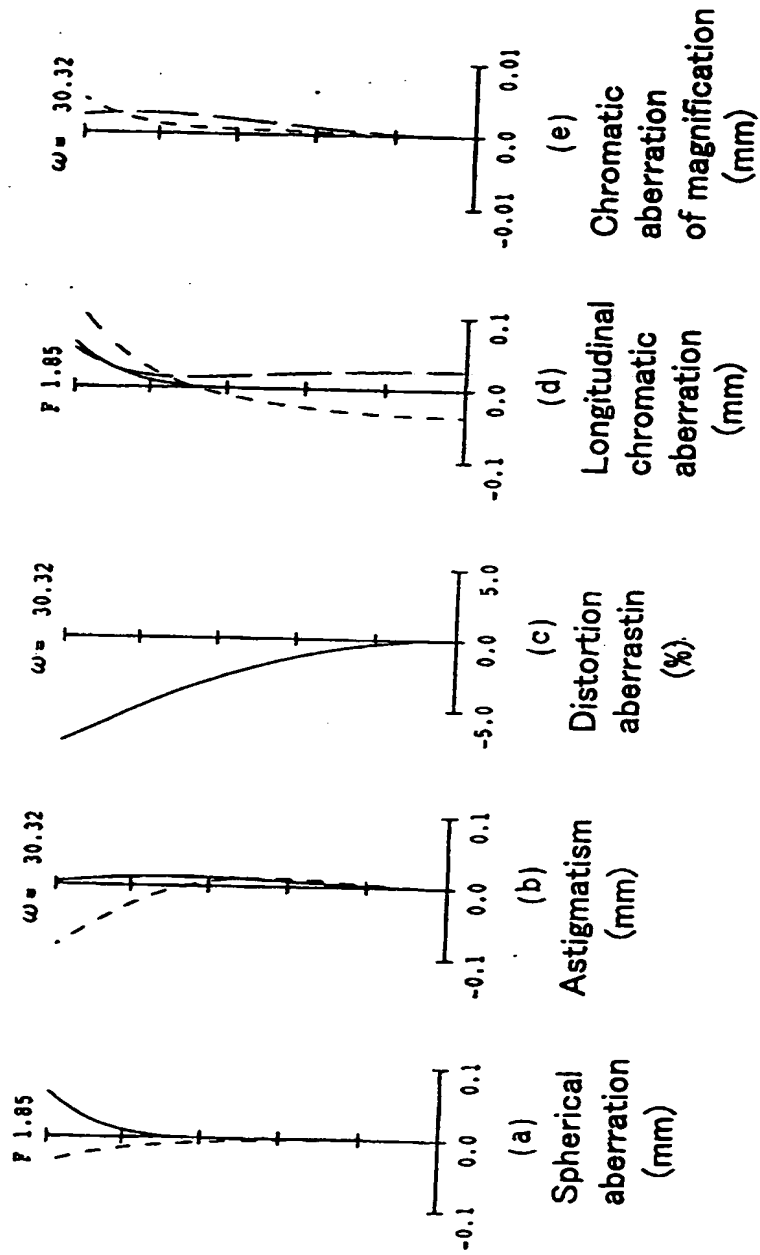 F 1.85
-0.1 0.0 0.1
(a)
Spherical
aberration
(mm)
ω= 30.32
-0.1 0.0 0.1
(b)
Astigmatism
(mm)
ω= 30.32
-5.0 0.0 5.0
(c)
Distortion
aberrastin
(%)
F 1.85
-0.1 0.0 0.1
(d)
Longitudinal
chromatic
aberration
(mm)
ω= 30.32
-0.01 0.0 0.01
(e)
Chromatic
aberration
of magnification
(mm)